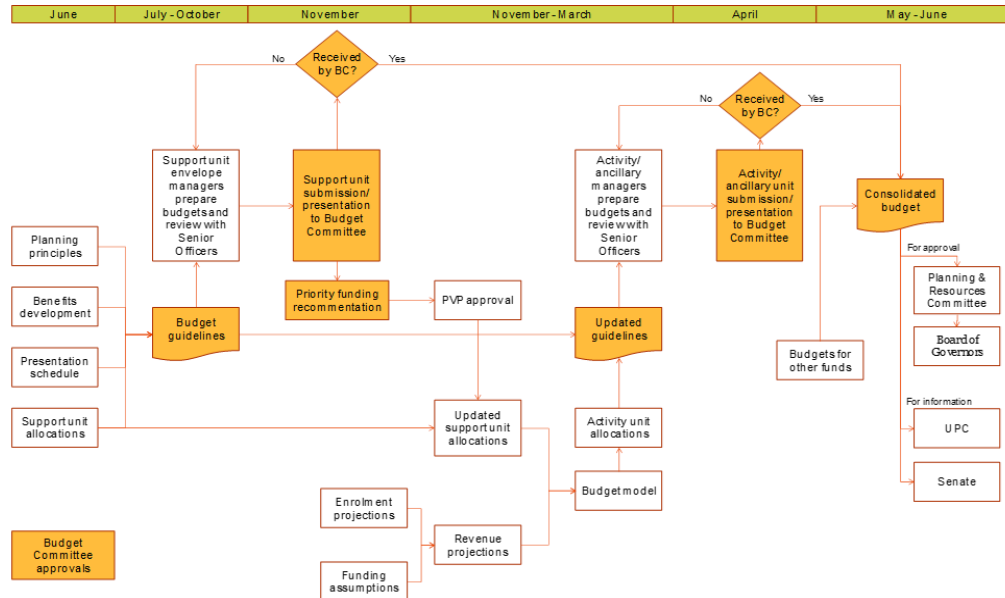 June
July - October
November
November-March
April
May - June
No
Received
by BC?
Yes
No
Received
by BC?
Yes
Support unit
envelope
managers
prepare
budgets and
review with
Senior
Officers
Support unit
submission/
presentation
to Budget
Committee
Activity/
ancillary
managers
prepare
budgets and
review with
Senior
Officers
Activity/
ancillary unit
submission/
presentation
to Budget
Committee
Consolidated
budget
Planning
principles
Benefits
development
Presentation
schedule
Support unit
allocations
Budget
guidelines
Priority funding
recommentation
PVP approval
Updated
guidelines
Budgets for
other funds
For approval
Planning &
Resources
Committee
Board of
Governors
For information
UPC
Senate
Updated
support unit
allocations
Activity unit
allocations
Budget model
Enrolment
projections
Revenue
projections
Funding
assumptions
Budget
Committee
approvals